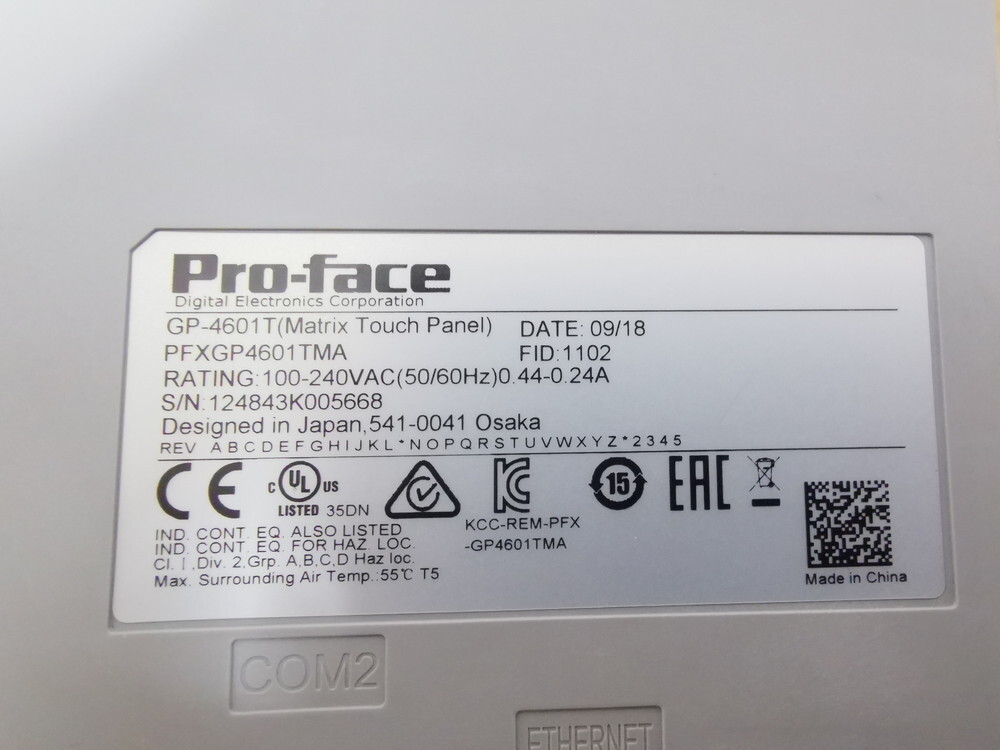 Pro-face
Digital Electronics Corporation
GP-4601T(Matrix Touch Panel) DATE: 09/18
PFXGP4601TMA FID:1102
RATING:100-240VAC(50/60Hz)0.44-0.24A
S/N:124843K005668
Designed in Japan,541-0041 Osaka
REV A B C D E F G H I J K L * N O P Q R S T U V W X Y Z * 2 3 4 5
CE c UL US KC 15 EAC
LISTED 35DN
KCC-REM-PFX
-GP4601TMA
IND. CONT. EQ. ALSO LISTED
IND. CONT. EQ. FOR HAZ. LOC.
Cl. I ,Div. 2,Grp. A,B,C,D Haz loc.
Max. Surrounding Air Temp.:55℃ T5
Made in China
COM2
ETHERNET